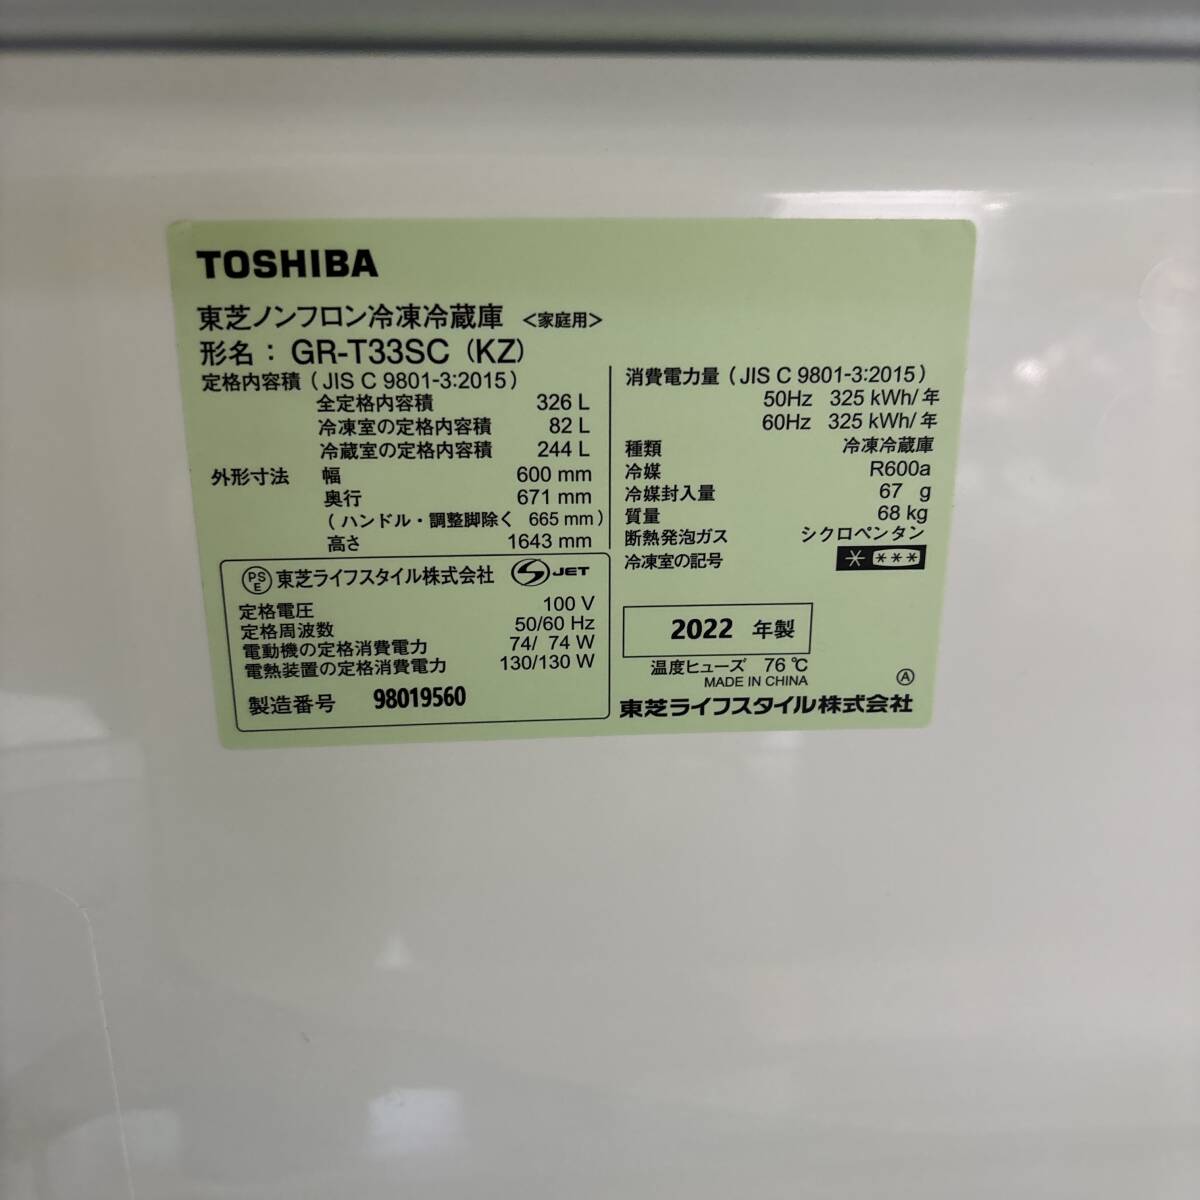 TOSHIBA
東芝ノンフロン冷凍冷蔵庫 <家庭用>
形名: GR-T33SC (KZ)
定格内容積 (JIS C 9801-3:2015)
全定格内容積 326 L
冷凍室の定格内容積 82 L
冷蔵室の定格内容積 244 L
外形寸法 幅 600 mm
奥行 671 mm
(ハンドル・調整脚除く 665 mm)
高さ 1643 mm
PSE 東芝ライフスタイル株式会社 S JET
定格電圧 100 V
定格周波数 50/60 Hz
電動機の定格消費電力 74/ 74 W
電熱装置の定格消費電力 130/130 W
製造番号 98019560
消費電力量 (JIS C 9801-3:2015)
50Hz 325 kWh/年
60Hz 325 kWh/年
種類 冷凍冷蔵庫
冷媒 R600a
冷媒封入量 67 g
質量 68 kg
断熱発泡ガス シクロペンタン
冷凍室の記号 * ***
2022 年製
温度ヒューズ 76 ℃
MADE IN CHINA
Ⓐ
東芝ライフスタイル株式会社